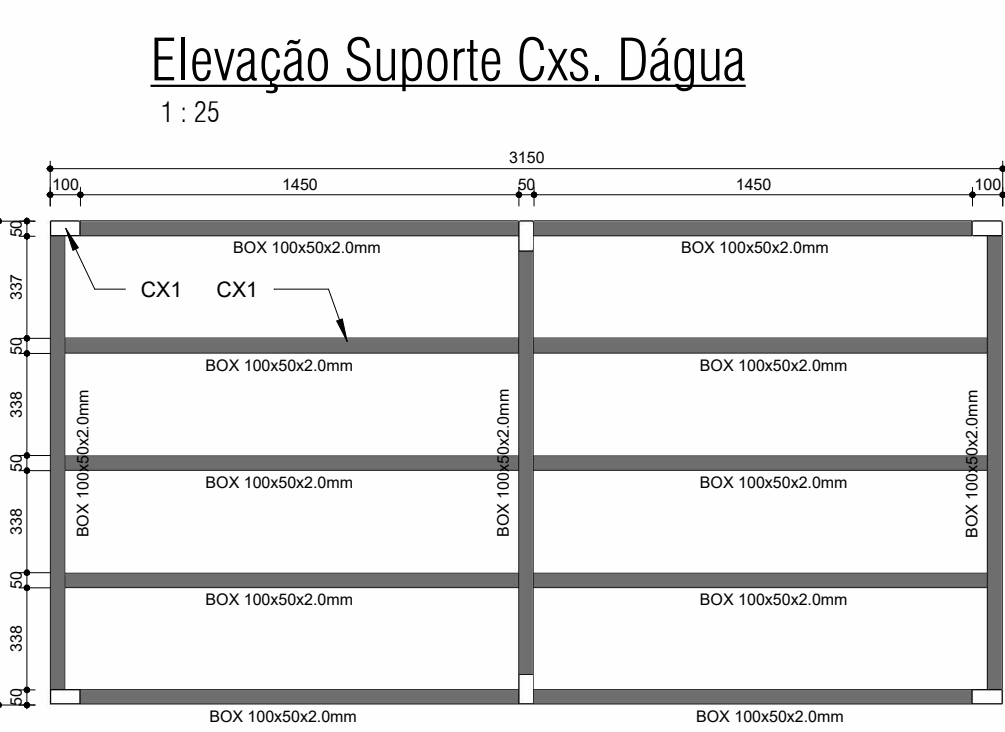 Elevação Suporte Cxs. Dágua
1 : 25
3150
100 1450 50 1450 100
50
BOX 100x50x2.0mm BOX 100x50x2.0mm
337
CX1 CX1
50
BOX 100x50x2.0mm BOX 100x50x2.0mm
338
BOX 100x50x2.0mm BOX 100x50x2.0mm BOX 100x50x2.0mm
50
BOX 100x50x2.0mm BOX 100x50x2.0mm
338
50
BOX 100x50x2.0mm BOX 100x50x2.0mm
338
50
BOX 100x50x2.0mm BOX 100x50x2.0mm